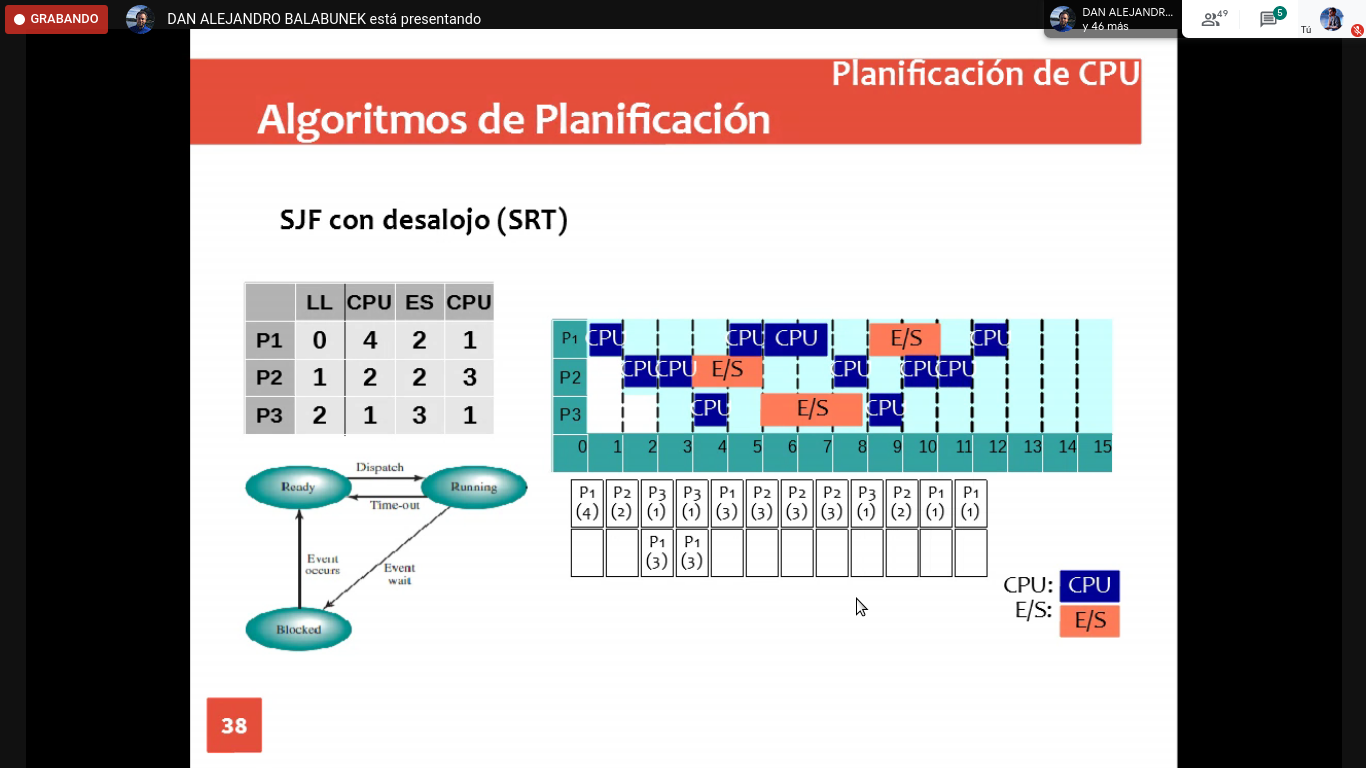 GRABANDO
DAN ALEJANDRO BALABUNEK está presentando
DAN ALEJANDR...
y 46 más
49
5
Tú
Planificación de CPU
Algoritmos de Planificación
SJF con desalojo (SRT)
LL CPU ES CPU
P1 0 4 2 1
P2 1 2 2 3
P3 2 1 3 1
Ready
Dispatch
Running
Time-out
Event
occurs
Event
wait
Blocked
P1 CPU CPU CPU E/S CPU
P2 CPU CPU E/S CPU CPU CPU
P3 CPU E/S CPU
0 1 2 3 4 5 6 7 8 9 10 11 12 13 14 15
P1 P2 P3 P3 P1 P2 P2 P2 P3 P2 P1 P1
(4) (2) (1) (1) (3) (3) (3) (3) (1) (2) (1) (1)
P1 P1
(3) (3)
CPU: CPU
E/S: E/S
38